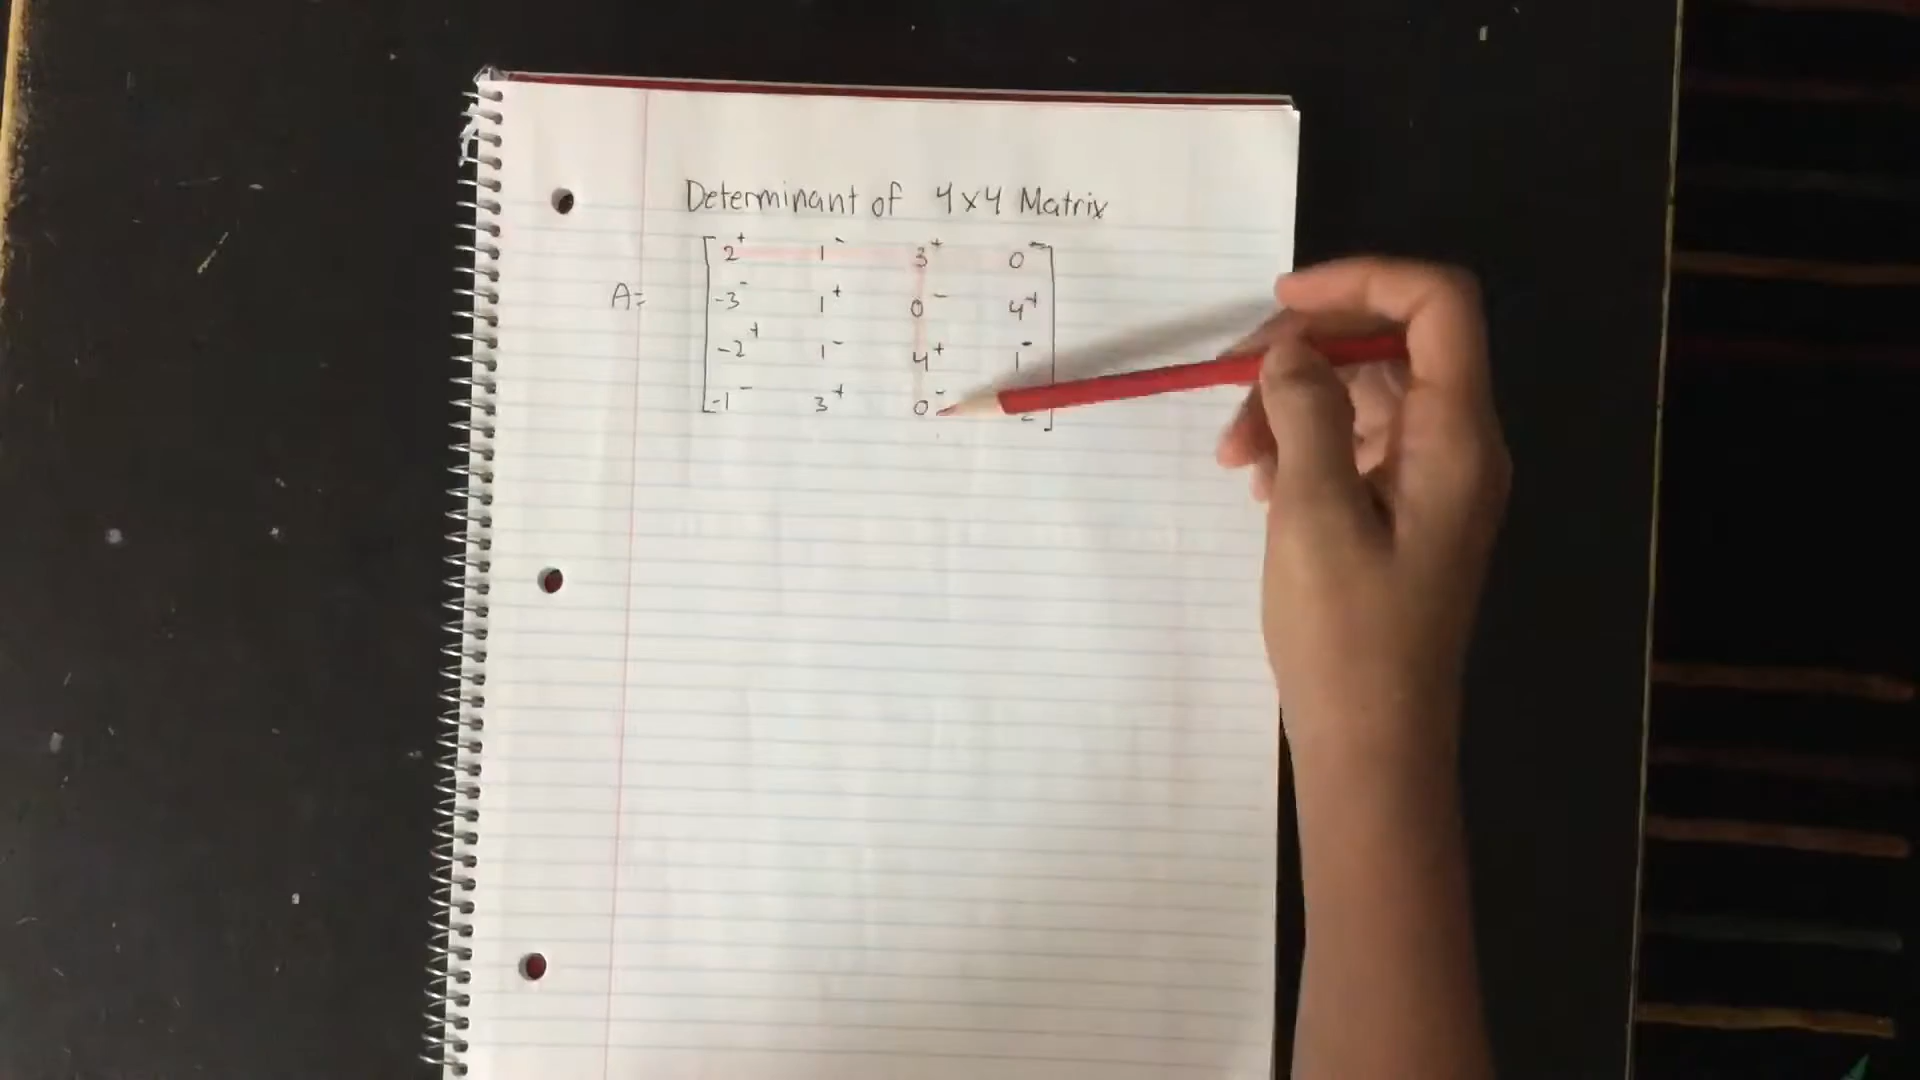 Determinant of 4x4 Matrix
2⁺ 1⁻ 3⁺ 0⁻
A= -3⁻ 1⁺ 0⁻ 4⁺
-2⁺ 1⁻ 4⁺ 1⁻
-1⁻ 3⁺ 0⁻